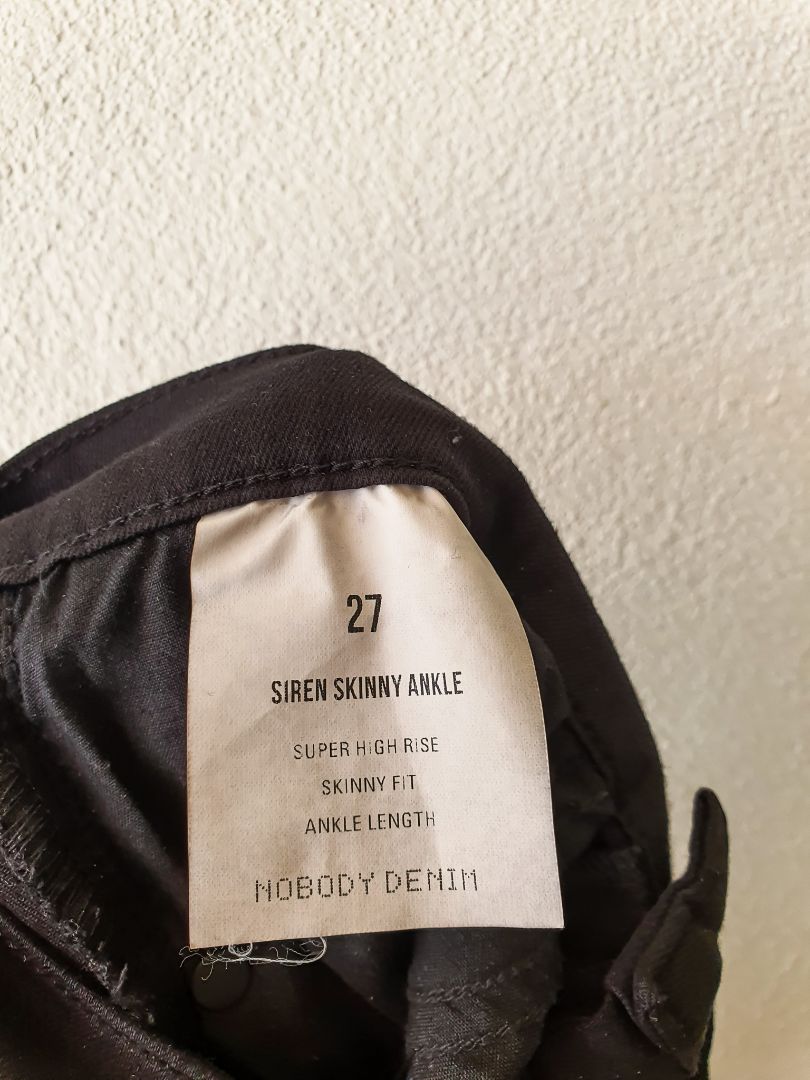 27
SIREN SKINNY ANKLE
SUPER HIGH RISE
SKINNY FIT
ANKLE LENGTH
NOBODY DENIM